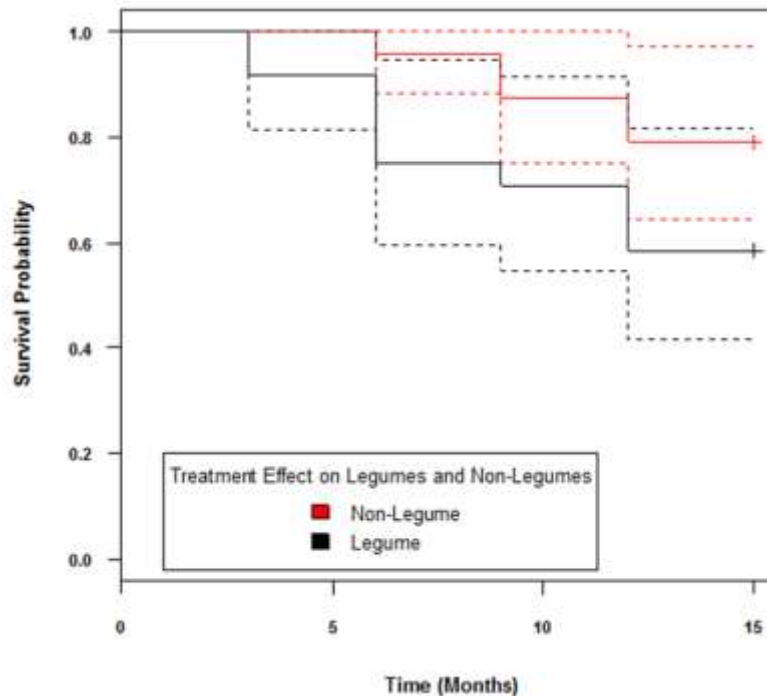 1.0
0.8
0.6
0.4
0.2
0.0
Survival Probability
Treatment Effect on Legumes and Non-Legumes
Non-Legume
Legume
0 5 10 15
Time (Months)